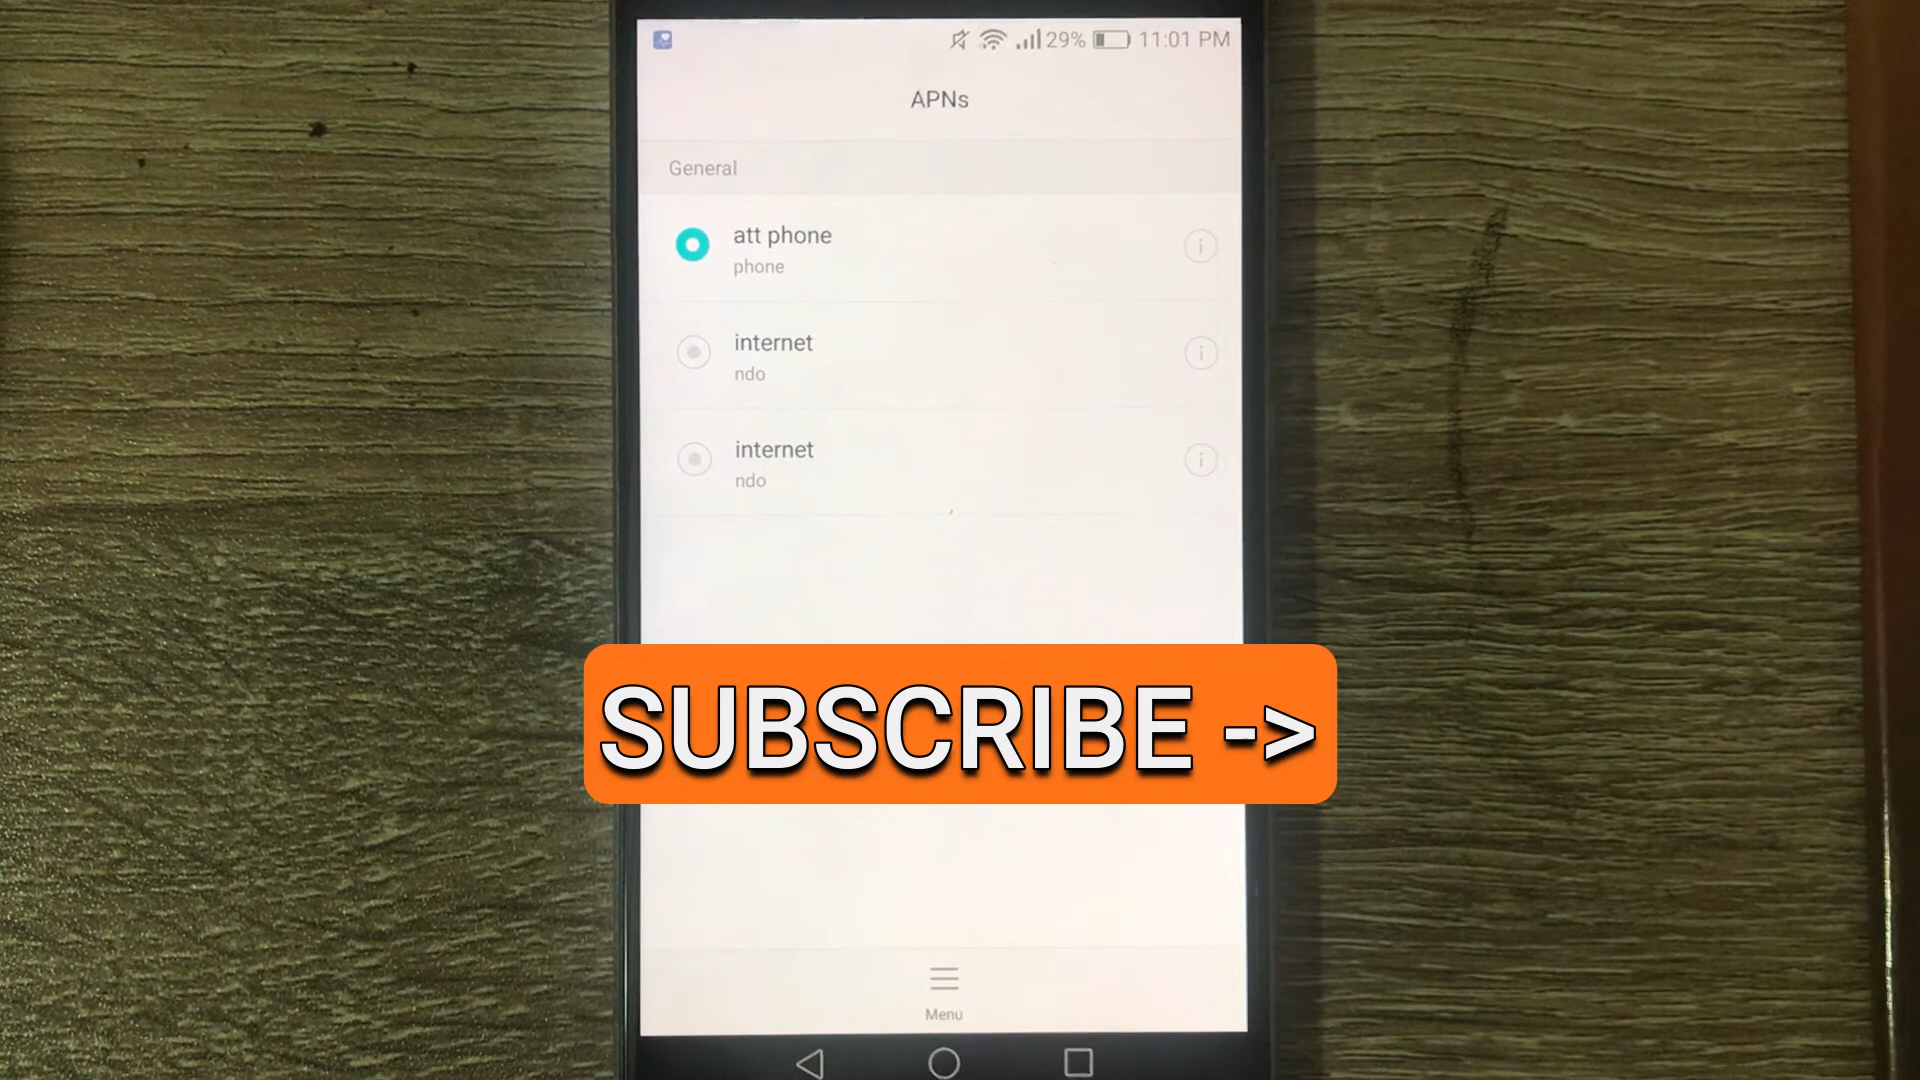 29% 11:01 PM
APNs
General
att phone
phone
internet
ndo
internet
ndo
SUBSCRIBE ->
Menu